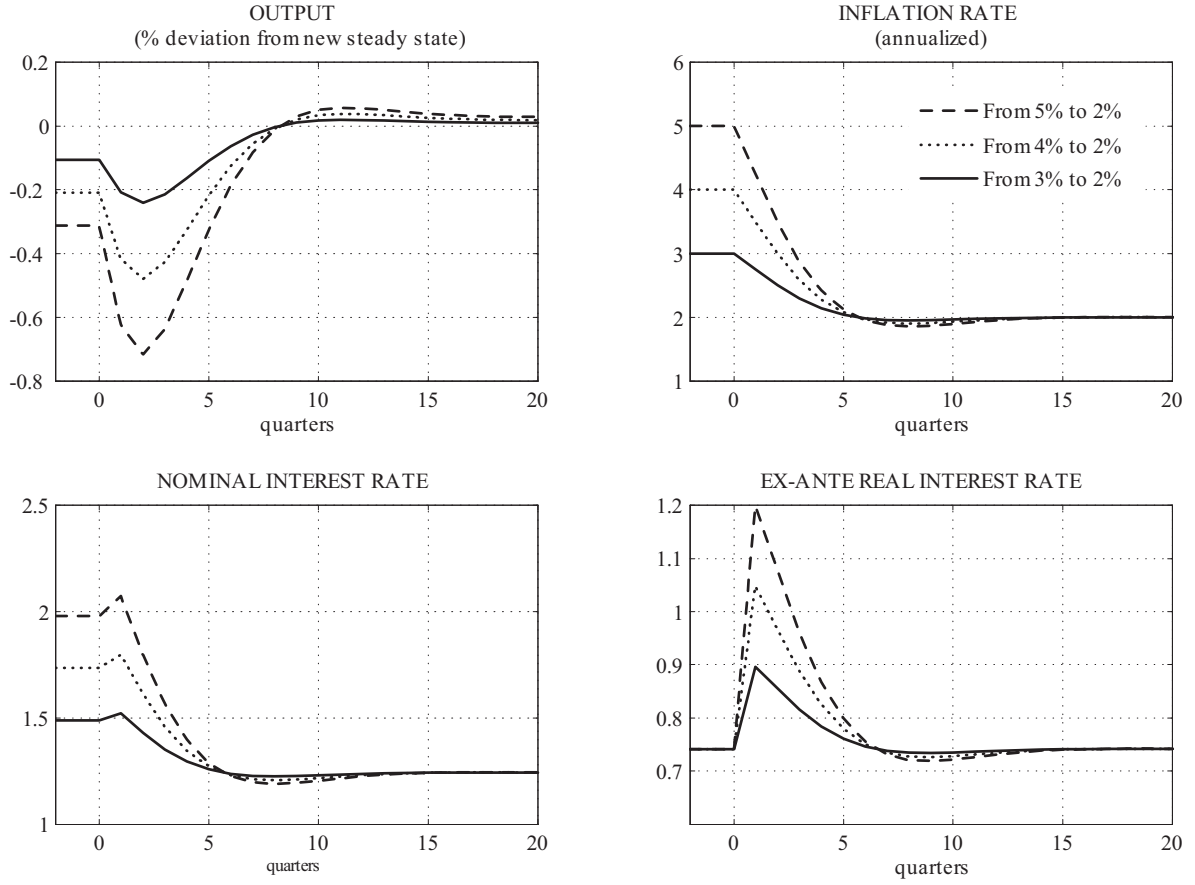 OUTPUT
(% deviation from new steady state)
0.2
0
-0.2
-0.4
-0.6
-0.8
0 5 10 15 20
quarters
INFLATION RATE
(annualized)
6
5
4
3
2
1
From 5% to 2%
From 4% to 2%
From 3% to 2%
0 5 10 15 20
quarters
NOMINAL INTEREST RATE
2.5
2
1.5
1
0 5 10 15 20
quarters
EX-ANTE REAL INTEREST RATE
1.2
1.1
1
0.9
0.8
0.7
0 5 10 15 20
quarters